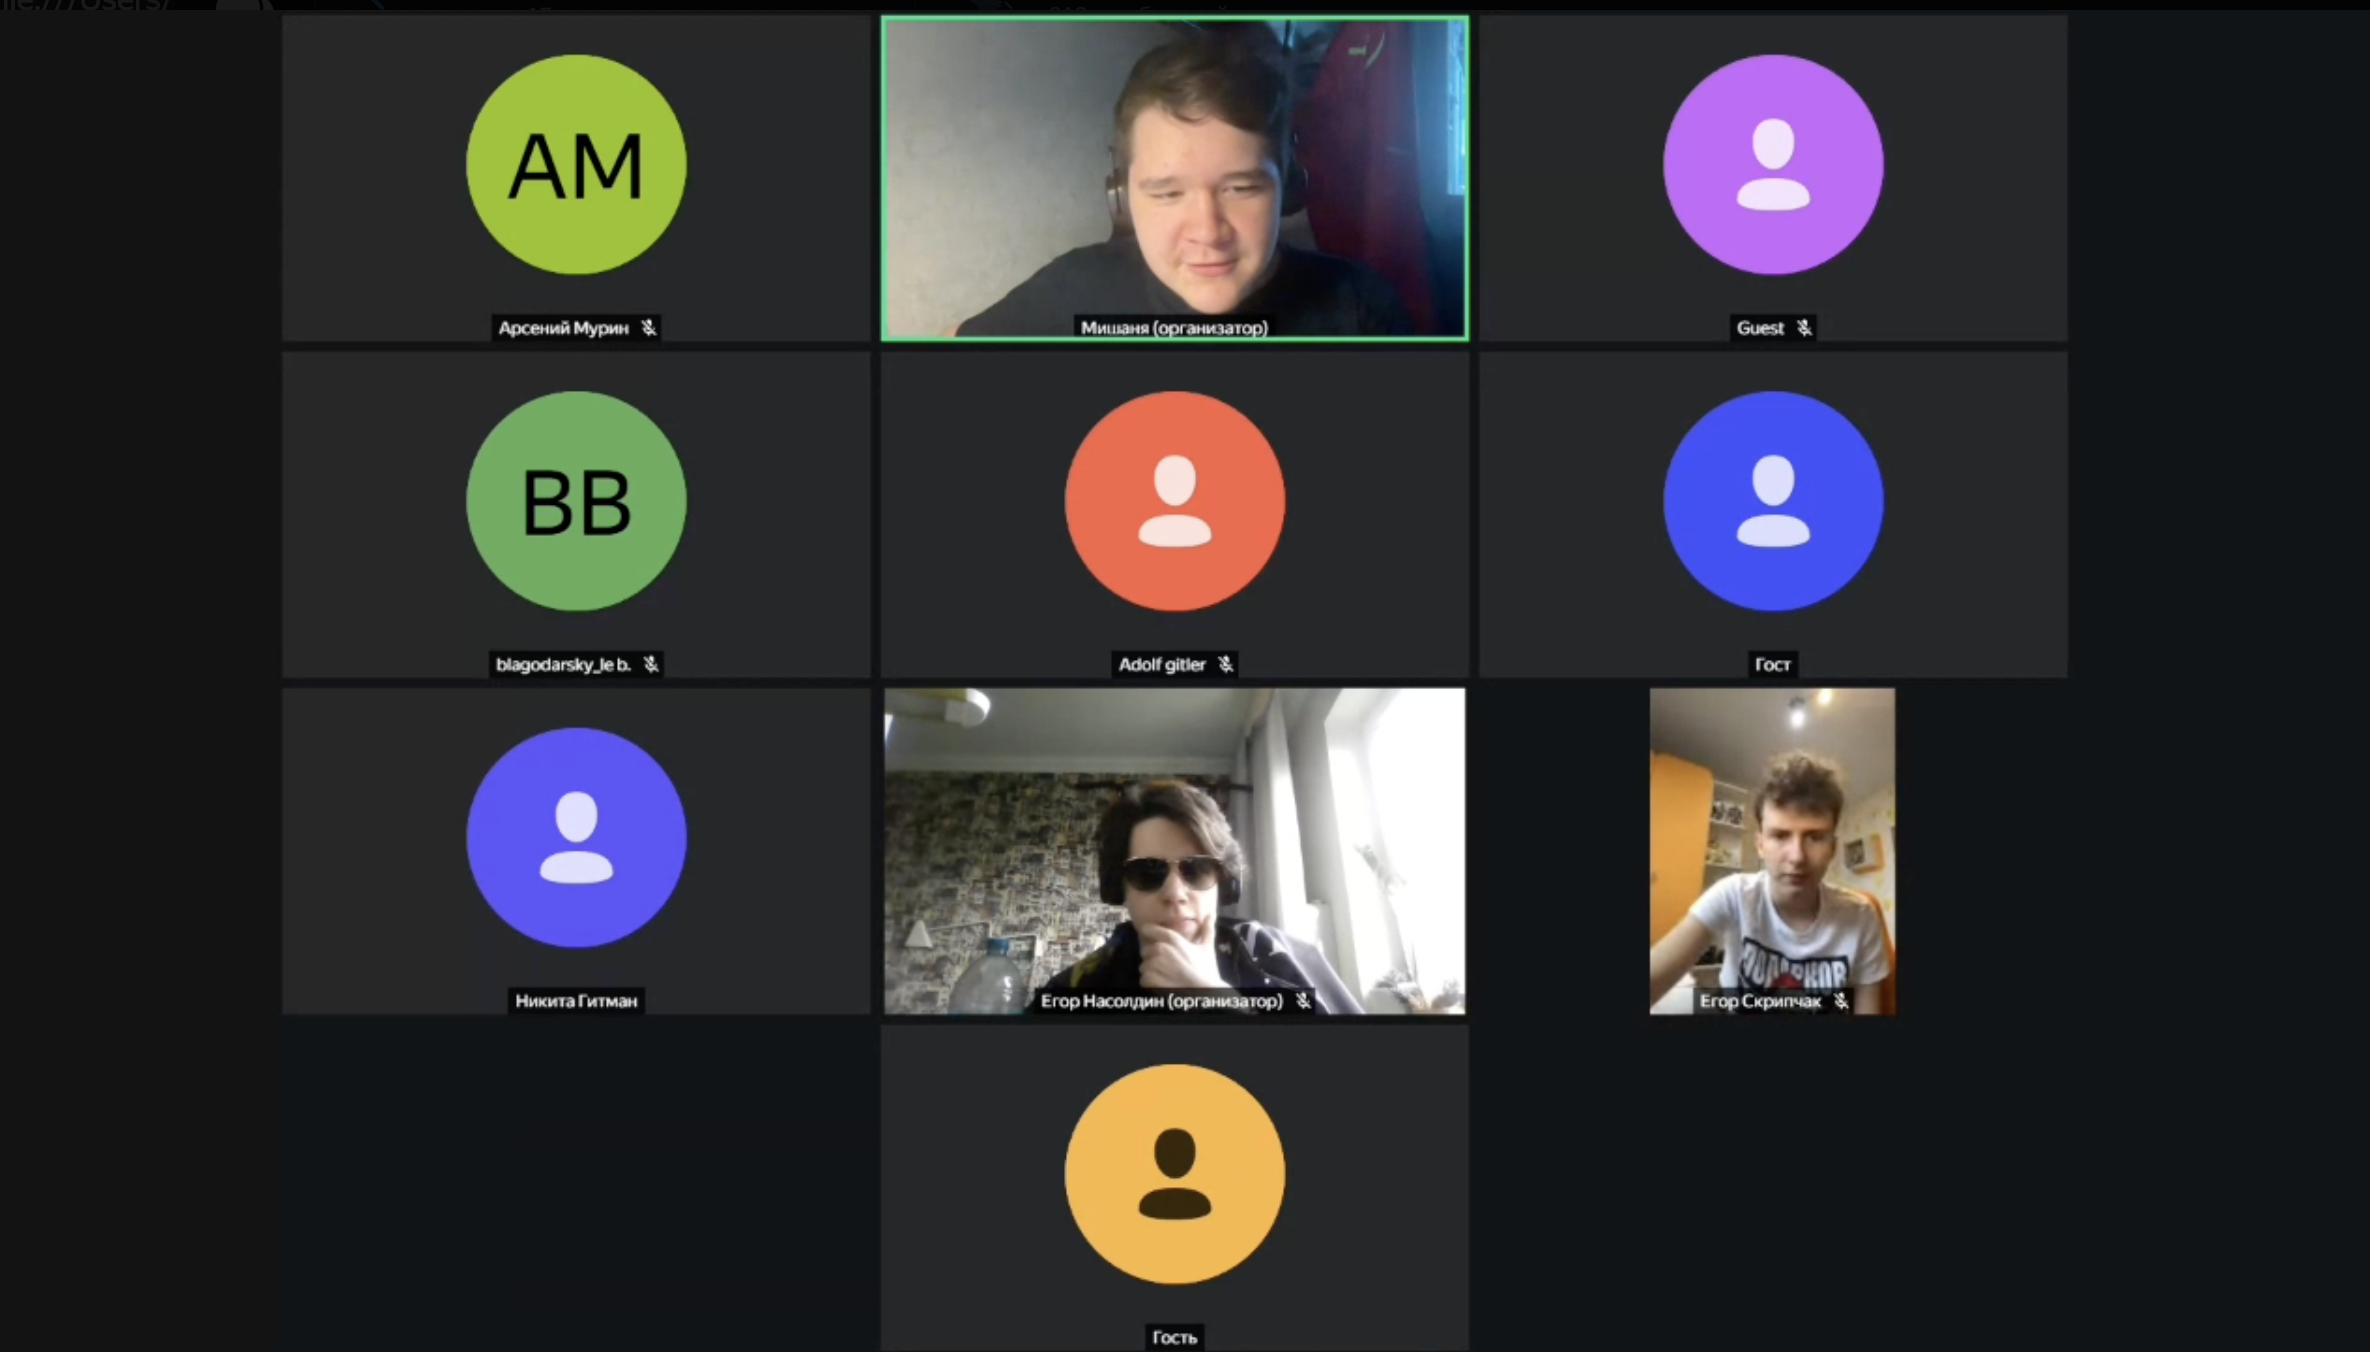 AM
Арсений Мурин
Мишаня (организатор)
Guest
BB
blagodarsky_le b.
Adolf gitler
Гост
Никита Гитман
Егор Насолдин (организатор)
Егор Скрипчак
Гость